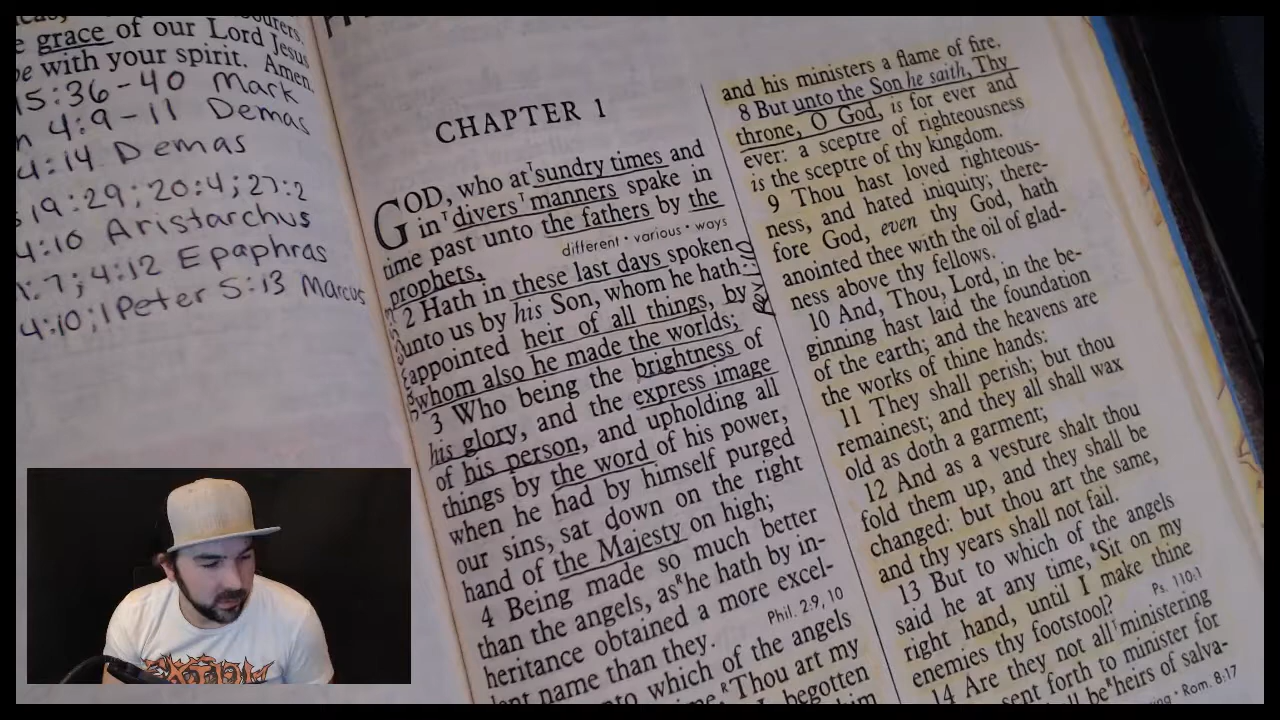 grace of our Lord Jesus
be with your spirit. Amen.
15:36-40 Mark
4:9-11 Demas
4:14 Demas
19:29; 20:4; 27:2
4:10 Aristarchus
:7; 4:12 Epaphras
4:10; 1 Peter 5:13 Marcus
CHAPTER 1
GOD, who at ᵀsundry times and
in ᵀdivers ᵀmanners spake in
time past unto the fathers by the
prophets,
different • various • ways
2 Hath in these last days spoken
unto us by his Son, whom he hath
appointed heir of all things, by
whom also he made the worlds;
3 Who being the brightness of
his glory, and the express image
of his person, and upholding all
things by the word of his power,
when he had by himself purged
our sins, sat down on the right
hand of the Majesty on high;
4 Being made so much better
than the angels, as ᴿhe hath by in-
heritance obtained a more excel-
lent name than they.
Phil. 2:9, 10
which of the angels
ᴿThou art my
begotten
and his ministers a flame of fire.
8 But unto the Son he saith, Thy
throne, O God, is for ever and
ever: a sceptre of righteousness
is the sceptre of thy kingdom.
9 Thou hast loved righteous-
ness, and hated iniquity; there-
fore God, even thy God, hath
anointed thee with the oil of glad-
ness above thy fellows.
10 And, Thou, Lord, in the be-
ginning hast laid the foundation
of the earth; and the heavens are
the works of thine hands:
11 They shall perish; but thou
remainest; and they all shall wax
old as doth a garment;
12 And as a vesture shalt thou
fold them up, and they shall be
changed: but thou art the same,
and thy years shall not fail.
13 But to which of the angels
said he at any time, ᴿSit on my
right hand, until I make thine
enemies thy footstool?
Ps. 110:1
14 Are they not all ᵀministering
sent forth to minister for
be ᴿheirs of salva-
Rom. 8:17